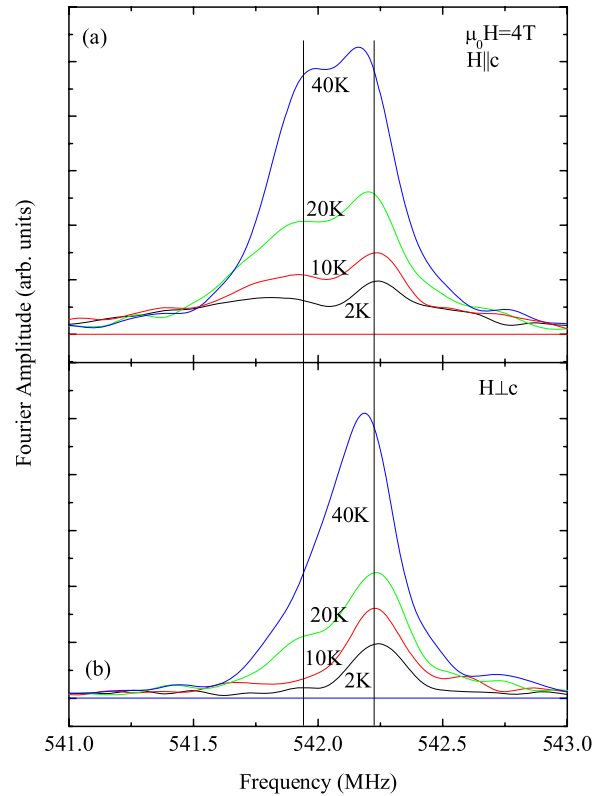 (a)
μ₀H=4T
H||c
40K
20K
10K
2K
Fourier Amplitude (arb. units)
H⊥c
40K
20K
10K
2K
(b)
541.0 541.5 542.0 542.5 543.0
Frequency (MHz)